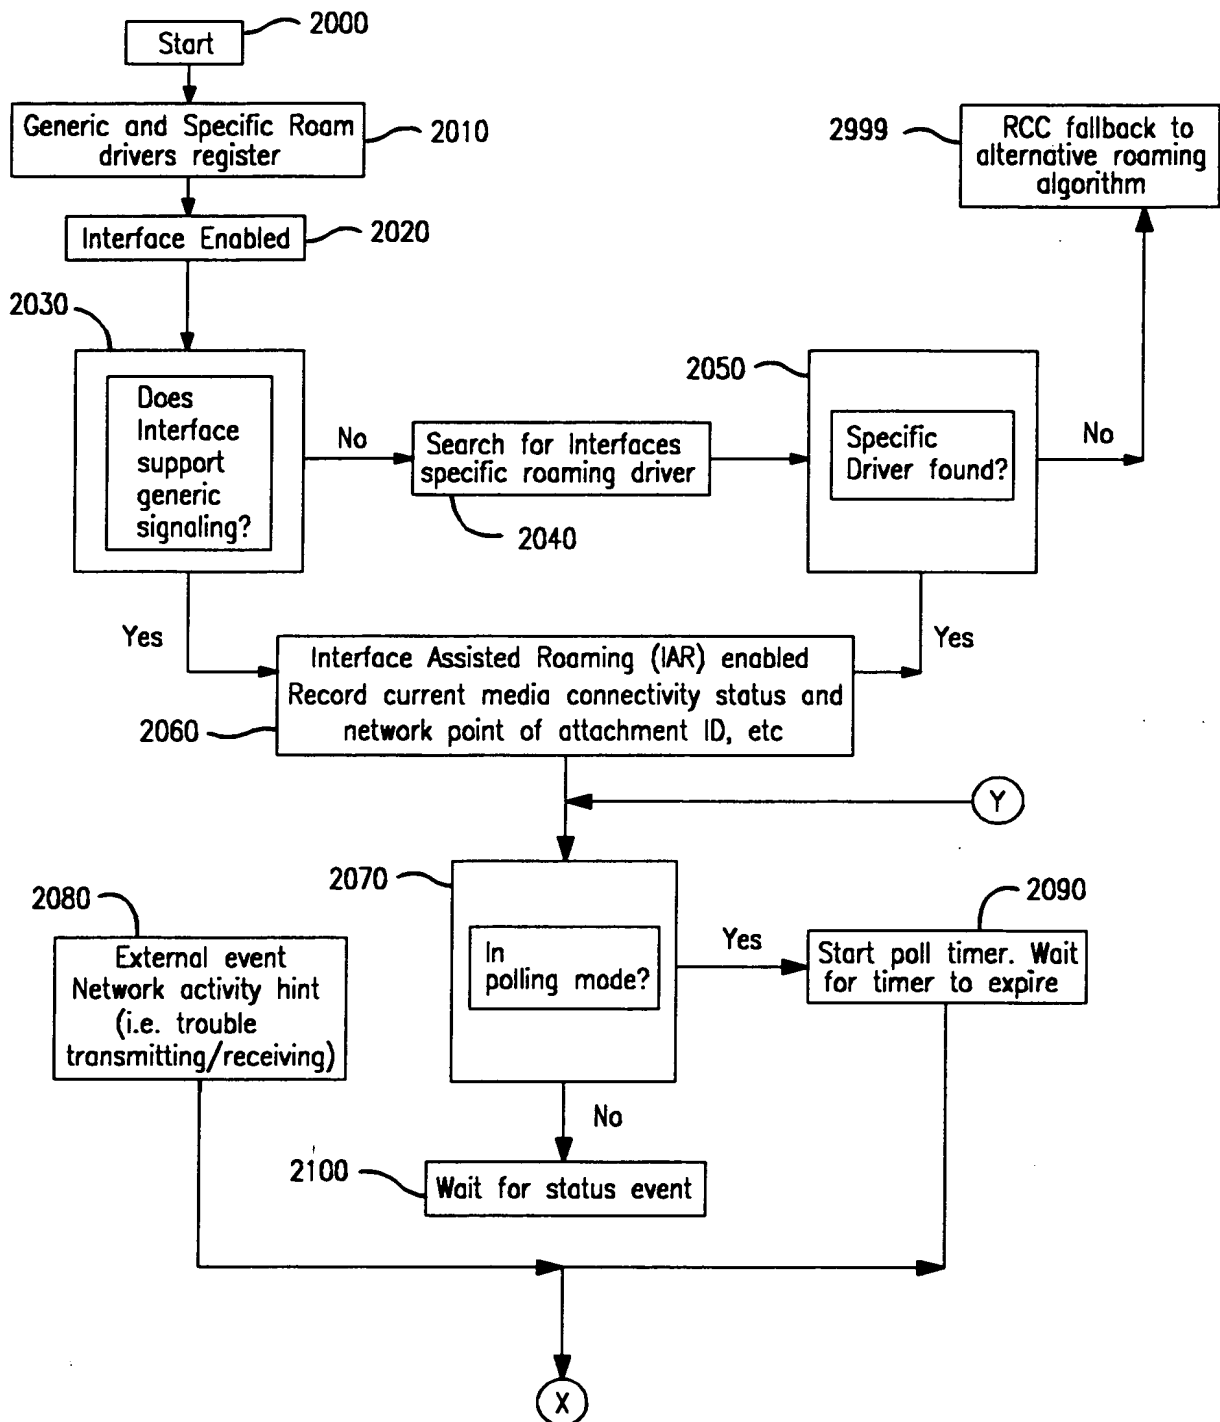 2000
Start
Generic and Specific Roam
drivers register
2010
2999
RCC fallback to
alternative roaming
algorithm
Interface Enabled
2020
2030
Does
Interface
support
generic
signaling?
No
Search for Interfaces
specific roaming driver
2040
2050
Specific
Driver found?
No
Yes
Yes
Interface Assisted Roaming (IAR) enabled
Record current media connectivity status and
network point of attachment ID, etc
2060
Y
2070
In
polling mode?
Yes
2090
Start poll timer. Wait
for timer to expire
2080
External event
Network activity hint
(i.e. trouble
transmitting/receiving)
No
2100
Wait for status event
X